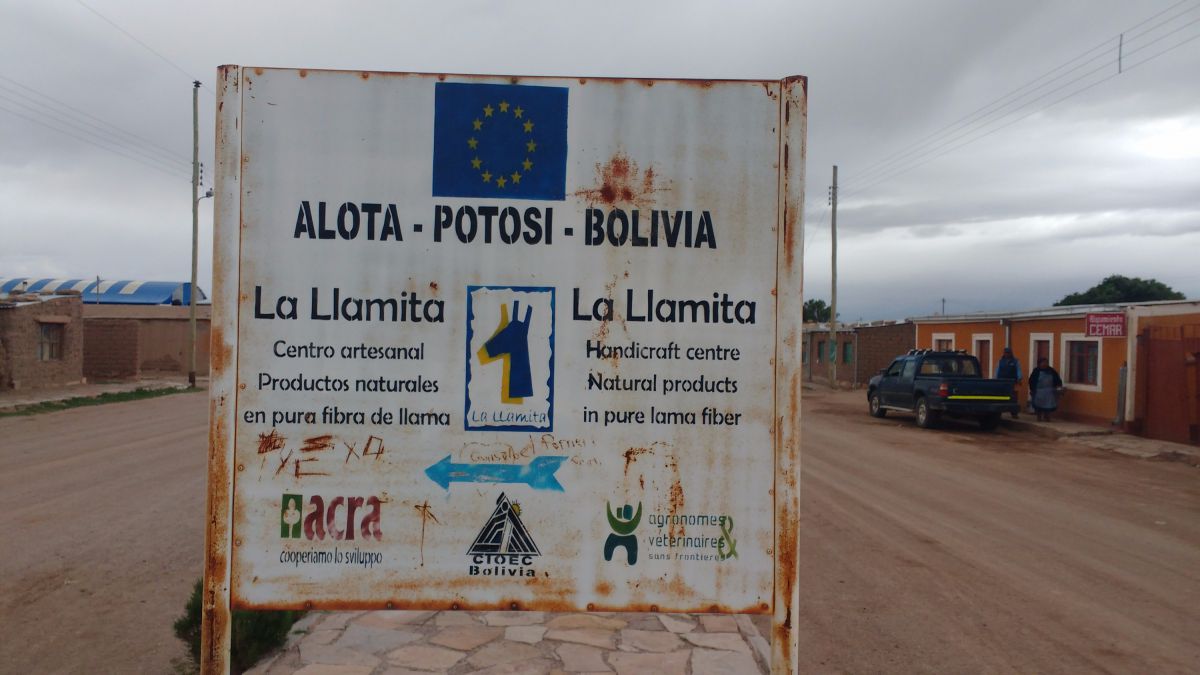 ALOTA - POTOSI - BOLIVIA
La Llamita
Centro artesanal
Productos naturales
en pura fibra de llama
La Llamita
La Llamita
Handicraft centre
Natural products
in pure lama fiber
acra
cooperiamo lo sviluppo
CIOEC
Bolivia
agronomes &
vétérinaires
sans frontières
Alojamiento
CEMAR